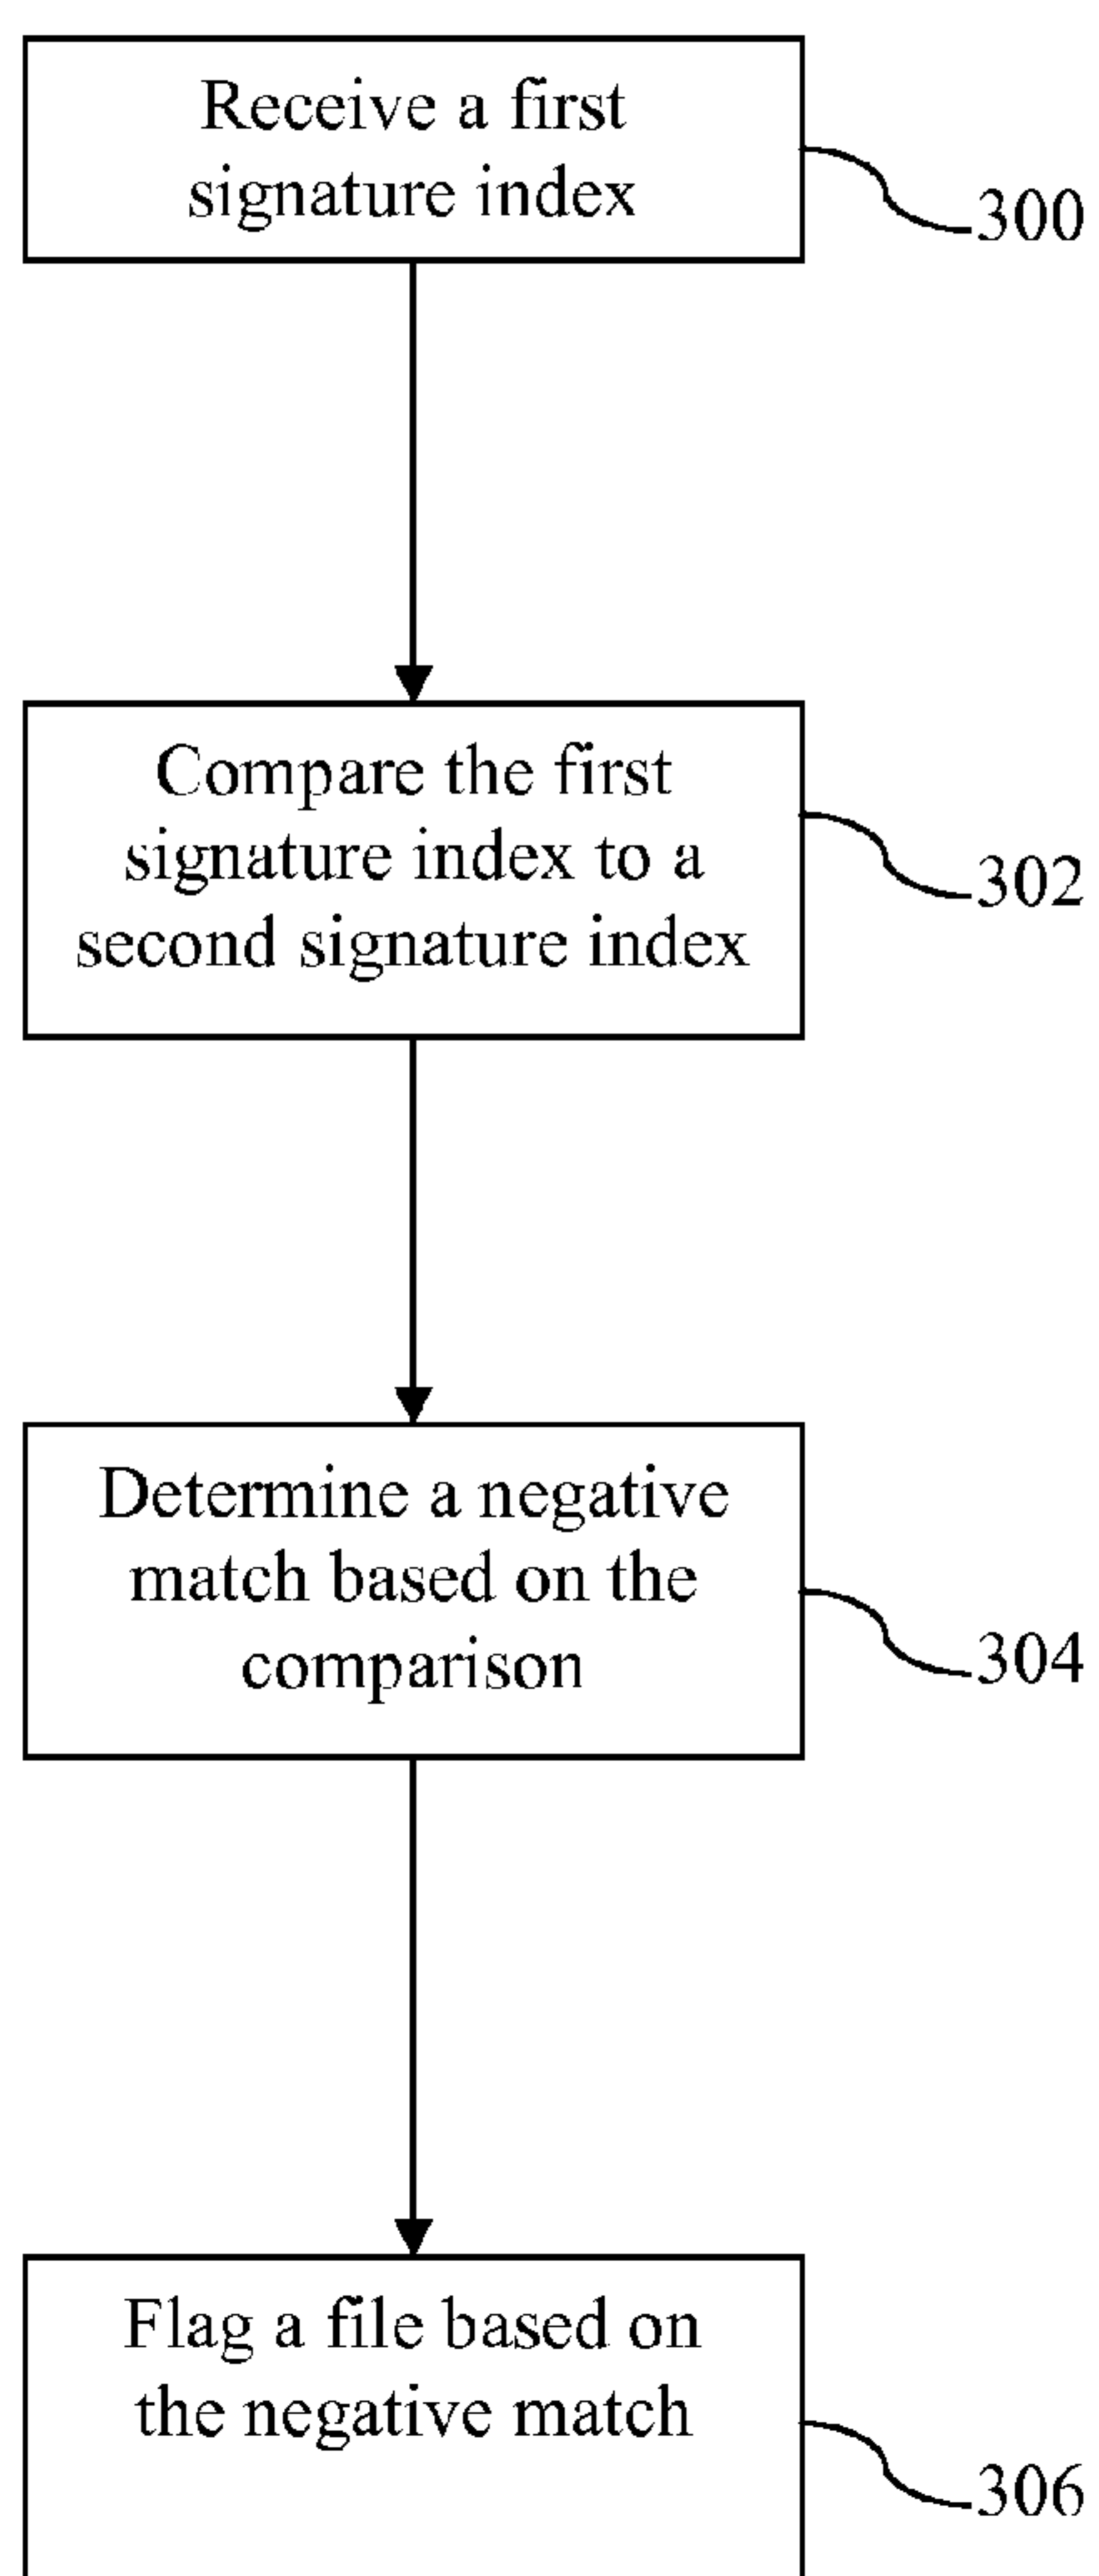 Receive a first
signature index
300
Compare the first
signature index to a
second signature index
302
Determine a negative
match based on the
comparison
304
Flag a file based on
the negative match
306